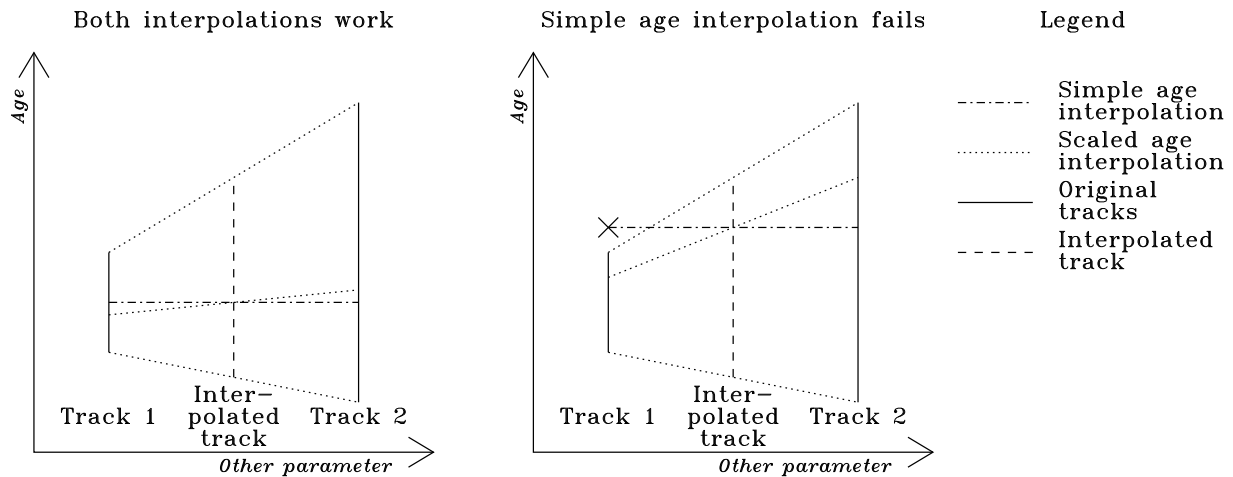 Both interpolations work
Age
Inter-
Track 1
polated
Track 2
track
Other parameter
Simple age interpolation fails
Age
Inter-
Track 1
polated
Track 2
track
Other parameter
Legend
Simple age
interpolation
Scaled age
interpolation
Original
tracks
Interpolated
track